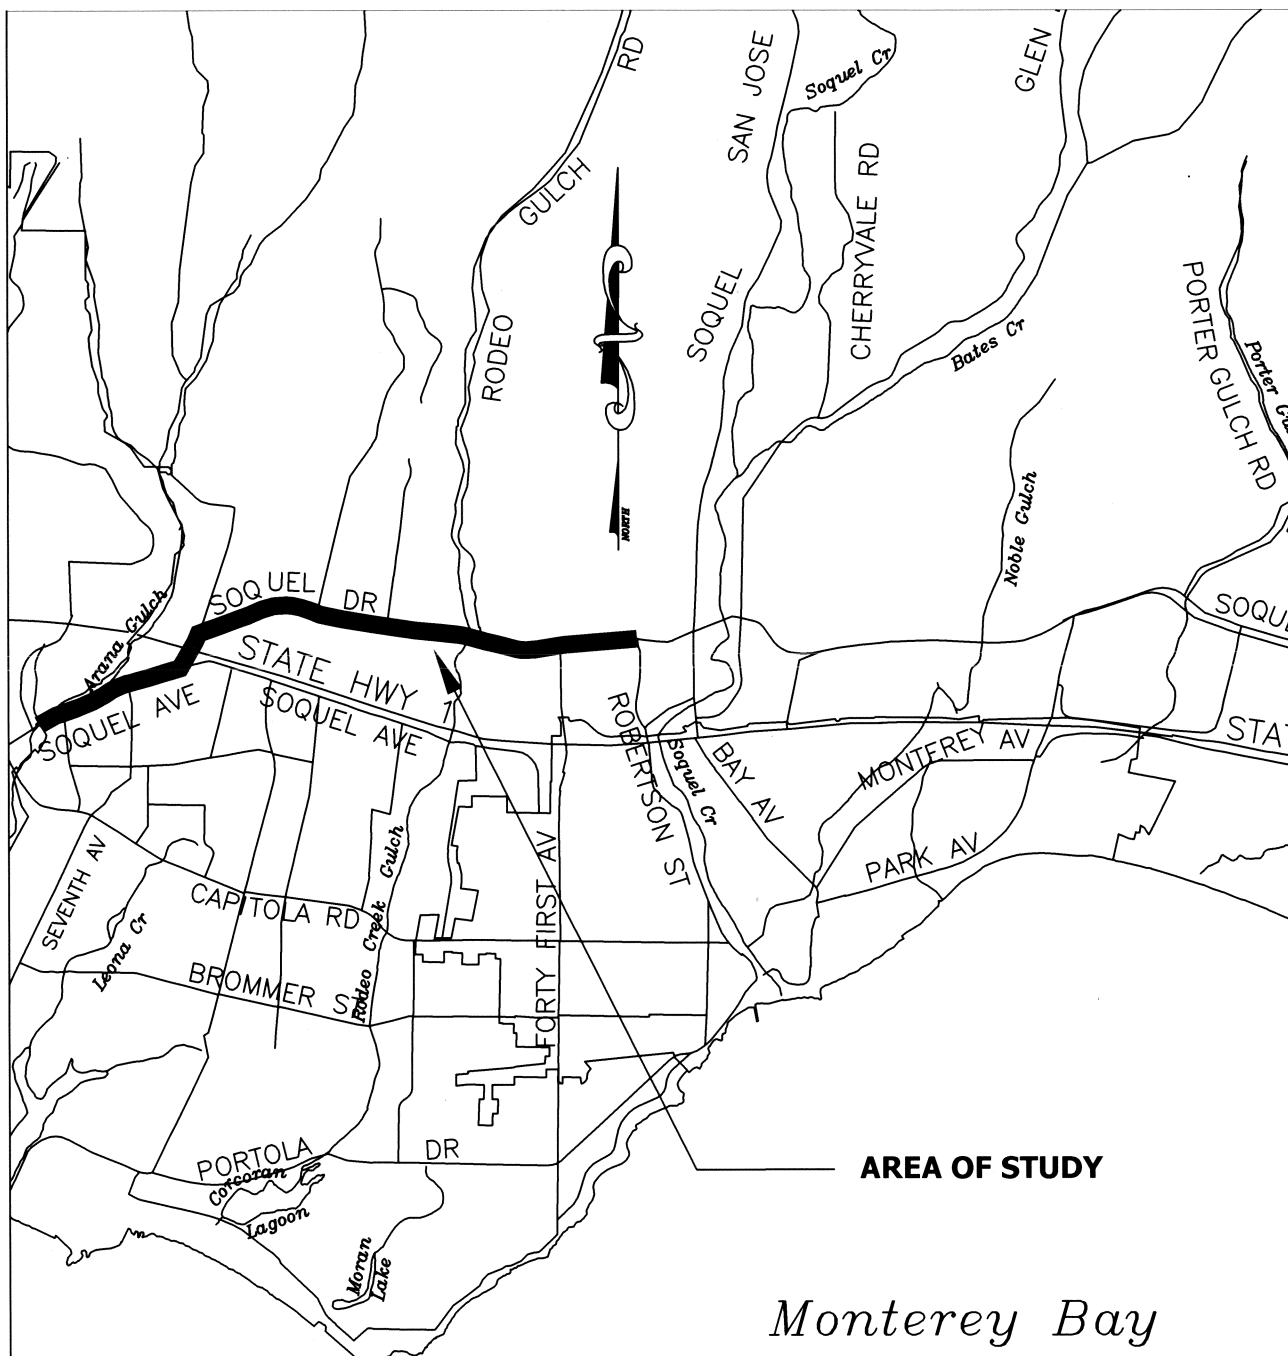 RD
SAN JOSE
Soquel Cr
GLEN
GULCH
CHERRYVALE RD
SOQUEL
RODEO
Bates Cr
PORTER GULCH RD
Porter
Noble Gulch
NORTH
SOQUEL DR
Arana Gulch
STATE HWY 1
SOQUEL AVE
SOQUEL AVE
ROBERTSON ST
Soquel Cr
BAY AV
MONTEREY AV
PARK AV
SOQUE
STAT
SEVENTH AV
Leona Cr
CAPITOLA RD
Rodeo Creek Gulch
BROMMER ST
FORTY FIRST AV
PORTOLA DR
Corcoran
Lagoon
Moran
Lake
AREA OF STUDY
Monterey Bay